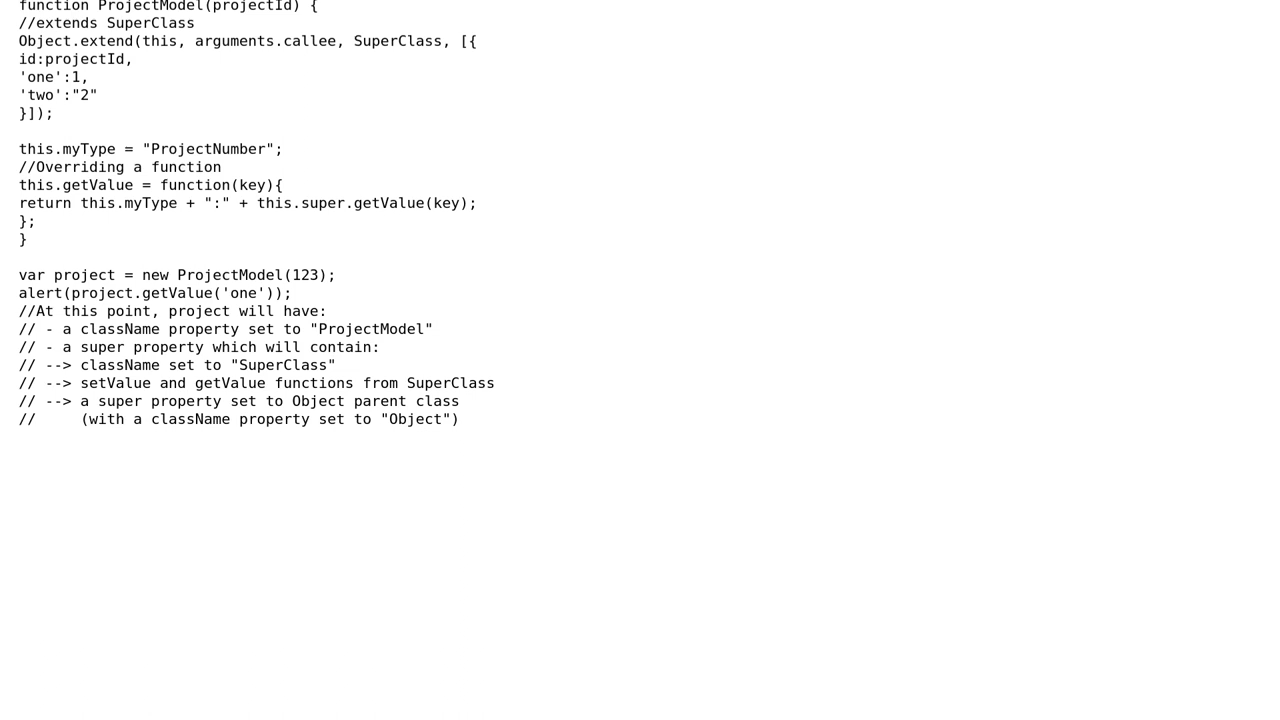 function ProjectModel(projectId) {
//extends SuperClass
Object.extend(this, arguments.callee, SuperClass, [{
id:projectId,
'one':1,
'two':"2"
}]);

this.myType = "ProjectNumber";
//Overriding a function
this.getValue = function(key){
return this.myType + ":" + this.super.getValue(key);
};
}

var project = new ProjectModel(123);
alert(project.getValue('one'));
//At this point, project will have:
// - a className property set to "ProjectModel"
// - a super property which will contain:
// --> className set to "SuperClass"
// --> setValue and getValue functions from SuperClass
// --> a super property set to Object parent class
//     (with a className property set to "Object")